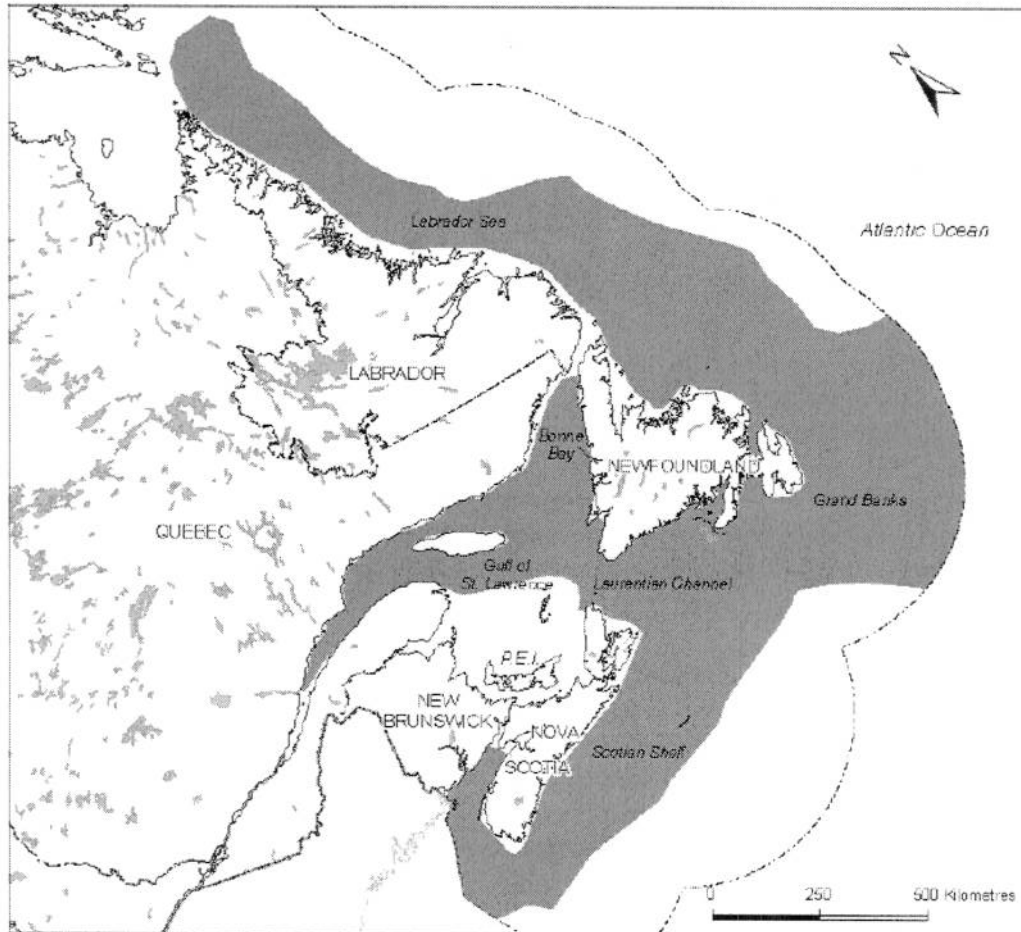 N
Labrador Sea
Atlantic Ocean
LABRADOR
Bonne
Bay
NEWFOUNDLAND
Grand Banks
QUEBEC
Gulf of
St. Lawrence
Laurentian Channel
P.E.I.
NEW
BRUNSWICK
NOVA
SCOTIA
Scotian Shelf
0 250 500 Kilometres